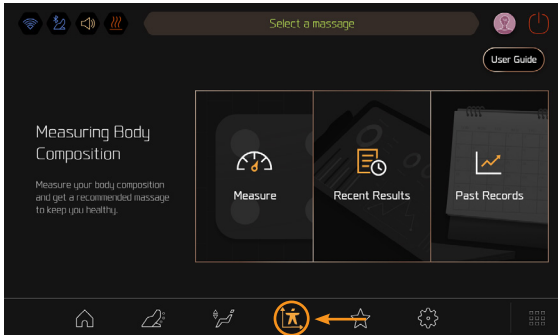 Select a massage
User Guide
Measuring Body
Composition
Measure your body composition
and get a recommended massage
to keep you healthy.
Measure
Recent Results
Past Records